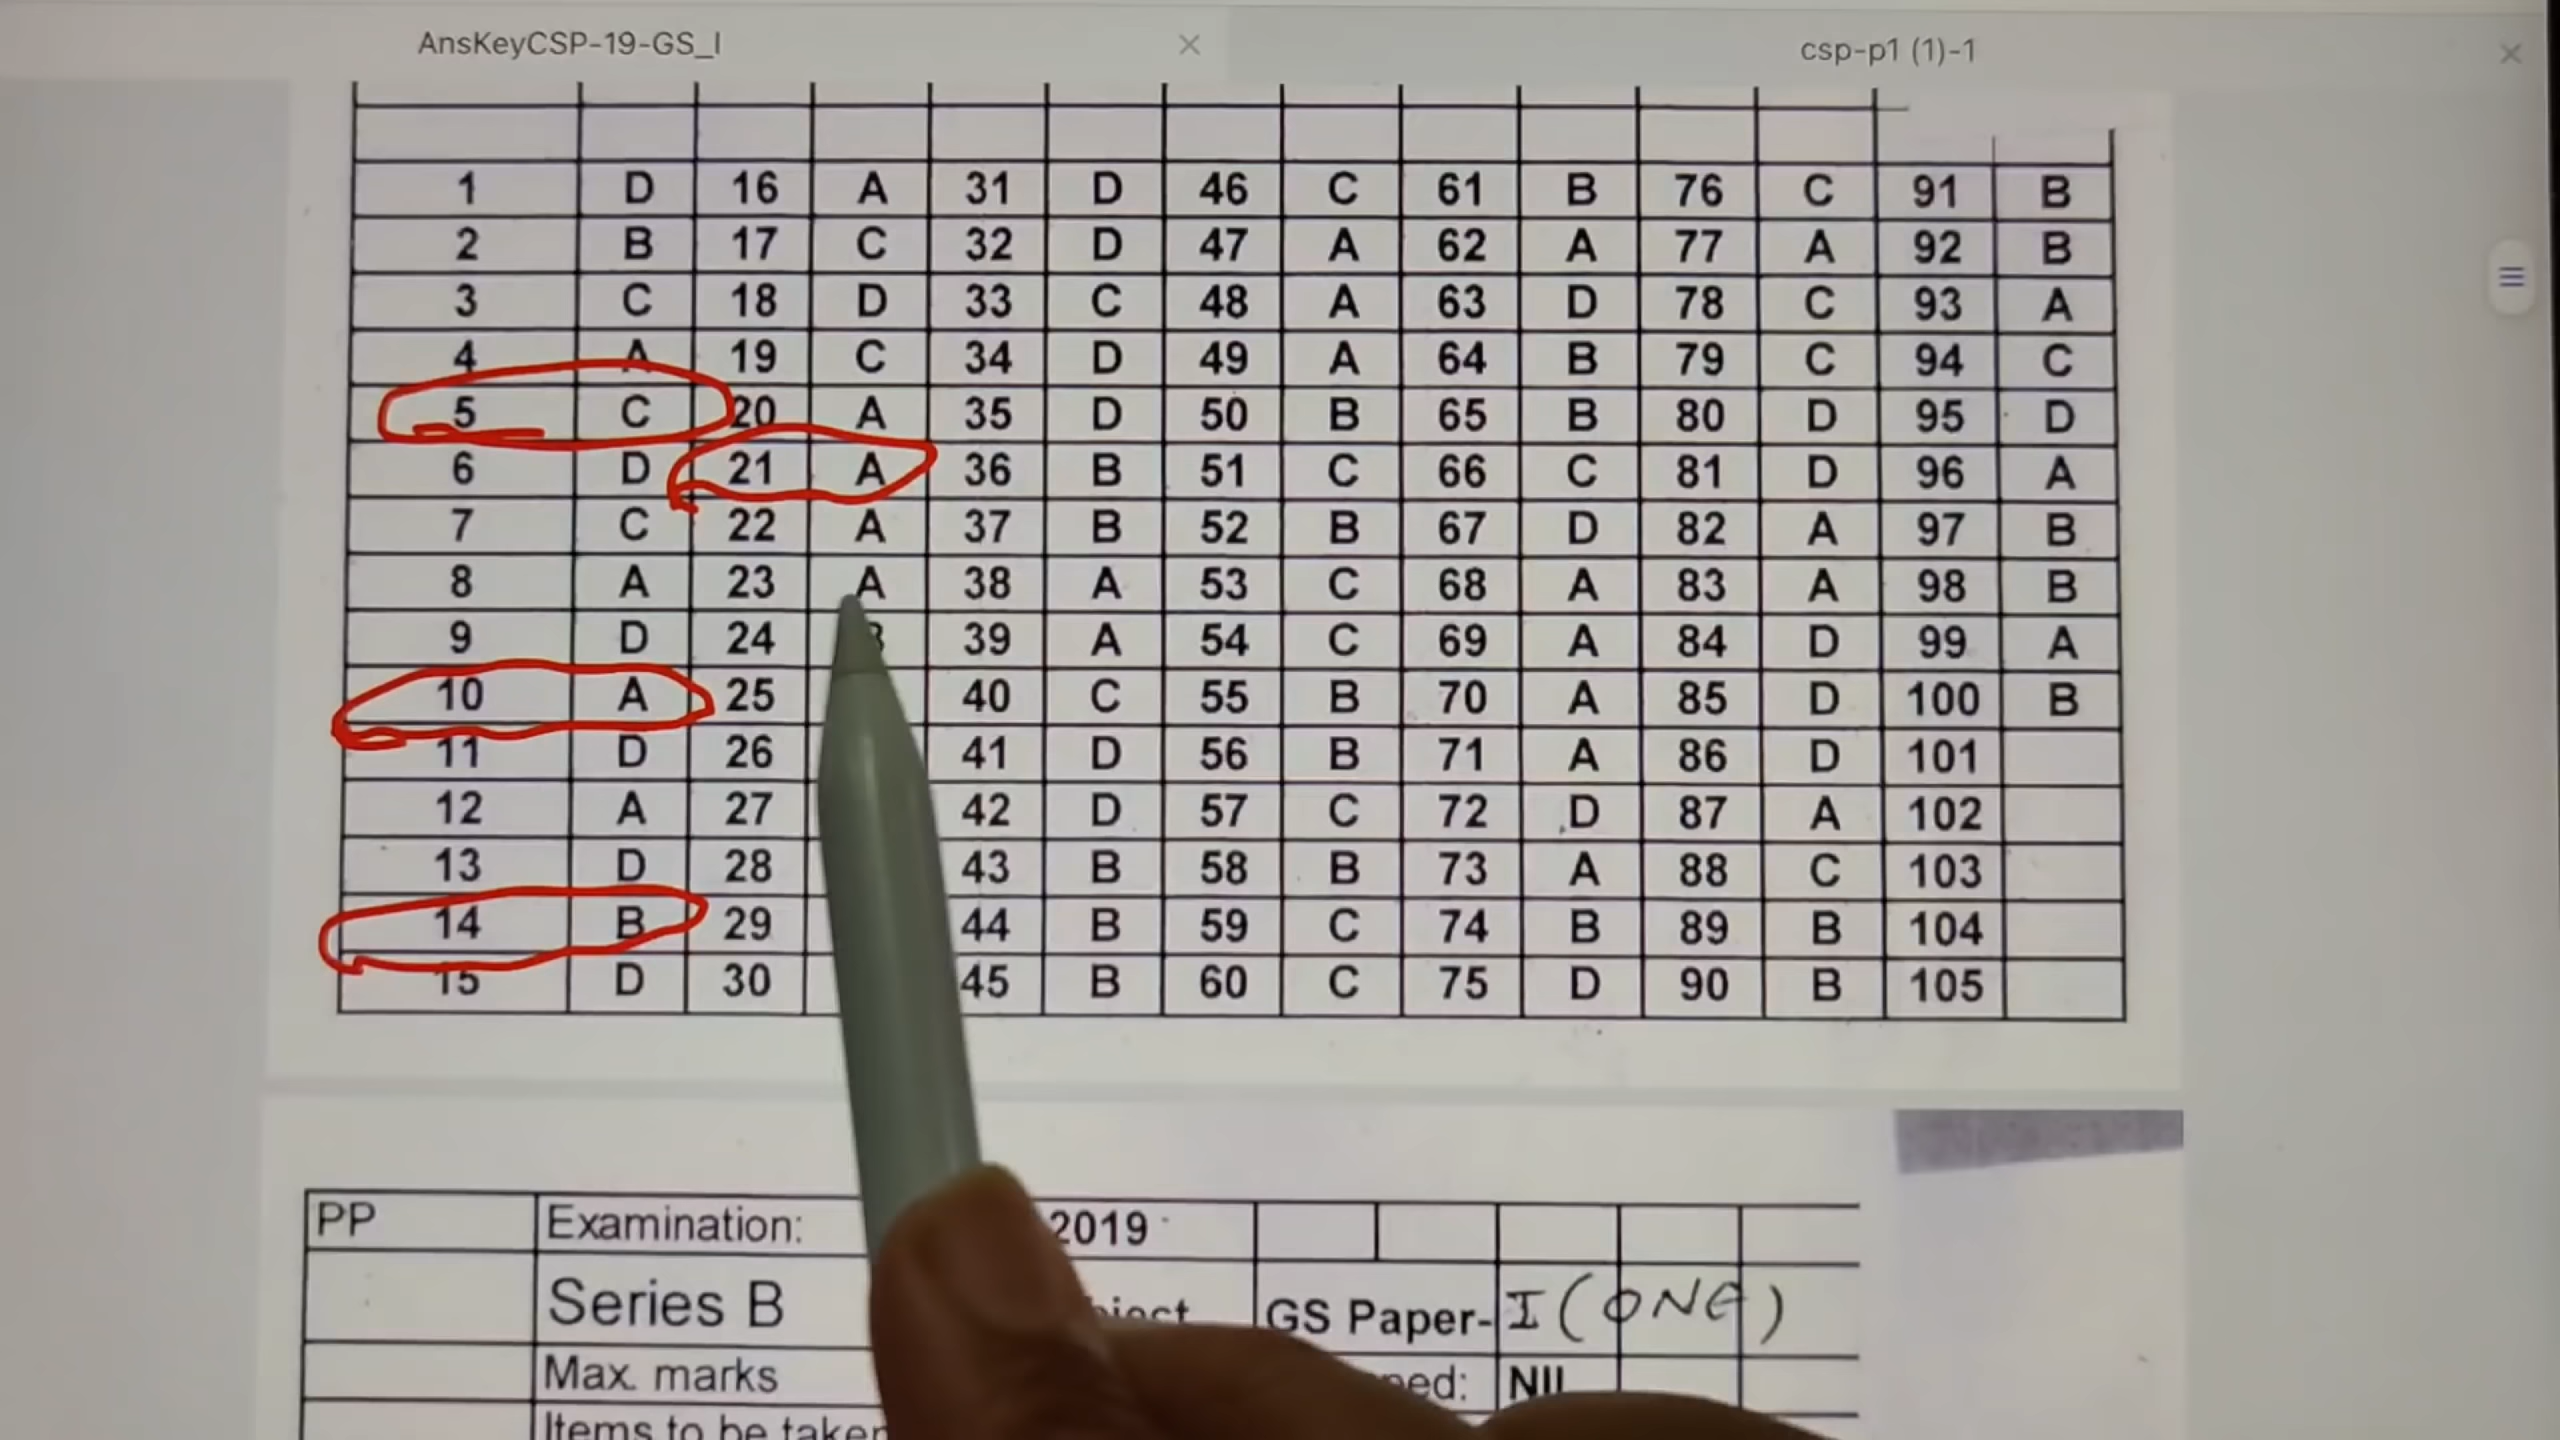 AnsKeyCSP-19-GS_I × csp-p1 (1)-1 ×
1 D 16 A 31 D 46 C 61 B 76 C 91 B
2 B 17 C 32 D 47 A 62 A 77 A 92 B
3 C 18 D 33 C 48 A 63 D 78 C 93 A
4 A 19 C 34 D 49 A 64 B 79 C 94 C
5 C 20 A 35 D 50 B 65 B 80 D 95 D
6 D 21 A 36 B 51 C 66 C 81 D 96 A
7 C 22 A 37 B 52 B 67 D 82 A 97 B
8 A 23 A 38 A 53 C 68 A 83 A 98 B
9 D 24 39 A 54 C 69 A 84 D 99 A
10 A 25 40 C 55 B 70 A 85 D 100 B
11 D 26 41 D 56 B 71 A 86 D 101
12 A 27 42 D 57 C 72 D 87 A 102
13 D 28 43 B 58 B 73 A 88 C 103
14 B 29 44 B 59 C 74 B 89 B 104
15 D 30 45 B 60 C 75 D 90 B 105
PP Examination: 2019
Series B GS Paper- I (ONE)
Max. marks NIL
Items to be taken